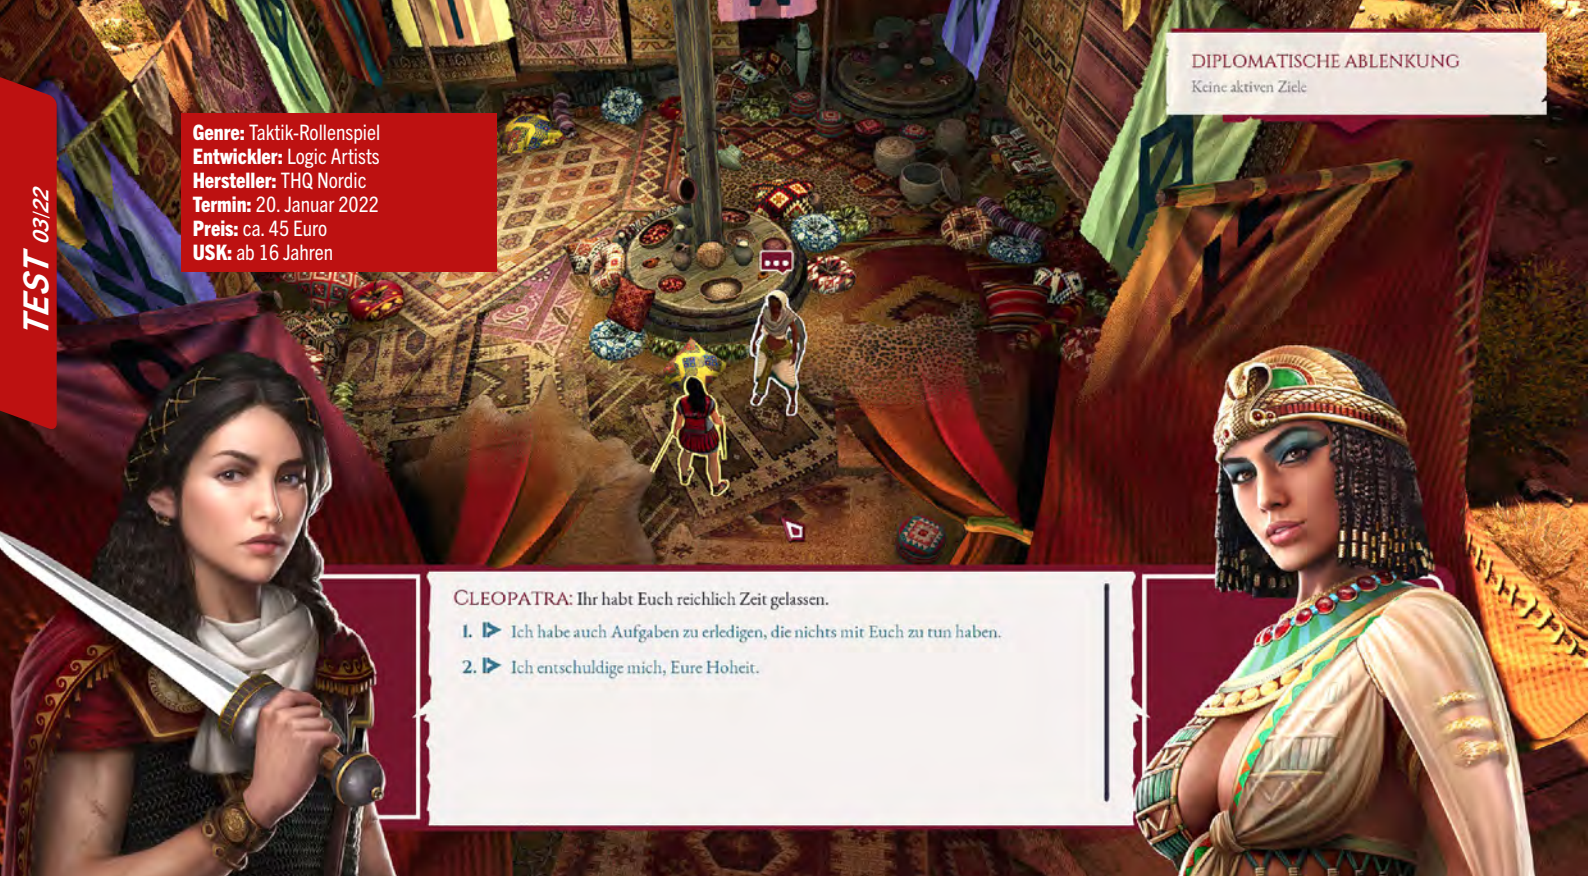 TEST 03/22
Genre: Taktik-Rollenspiel
Entwickler: Logic Artists
Hersteller: THQ Nordic
Termin: 20. Januar 2022
Preis: ca. 45 Euro
USK: ab 16 Jahren
DIPLOMATISCHE ABLENKUNG
Keine aktiven Ziele
CLEOPATRA: Ihr habt Euch reichlich Zeit gelassen.
1. Ich habe auch Aufgaben zu erledigen, die nichts mit Euch zu tun haben.
2. Ich entschuldige mich, Eure Hoheit.